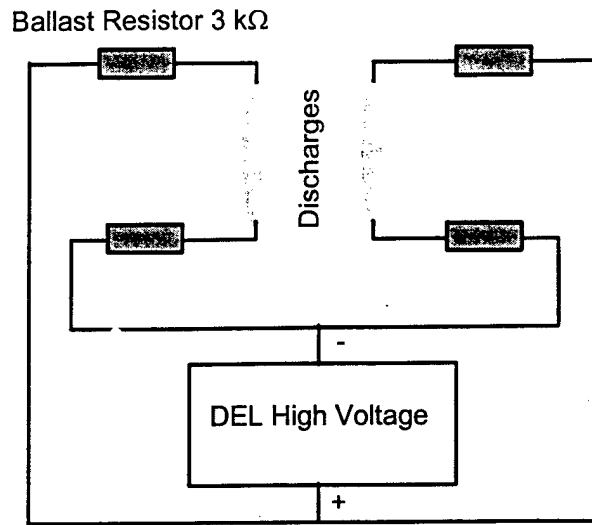 Ballast Resistor 3 kΩ
Discharges
-
DEL High Voltage
+